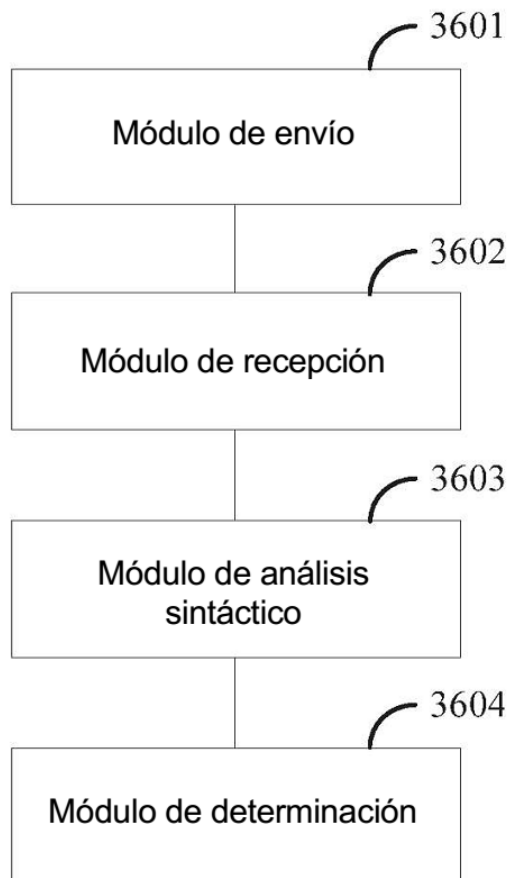 3601
Módulo de envío
3602
Módulo de recepción
3603
Módulo de análisis
sintáctico
3604
Módulo de determinación